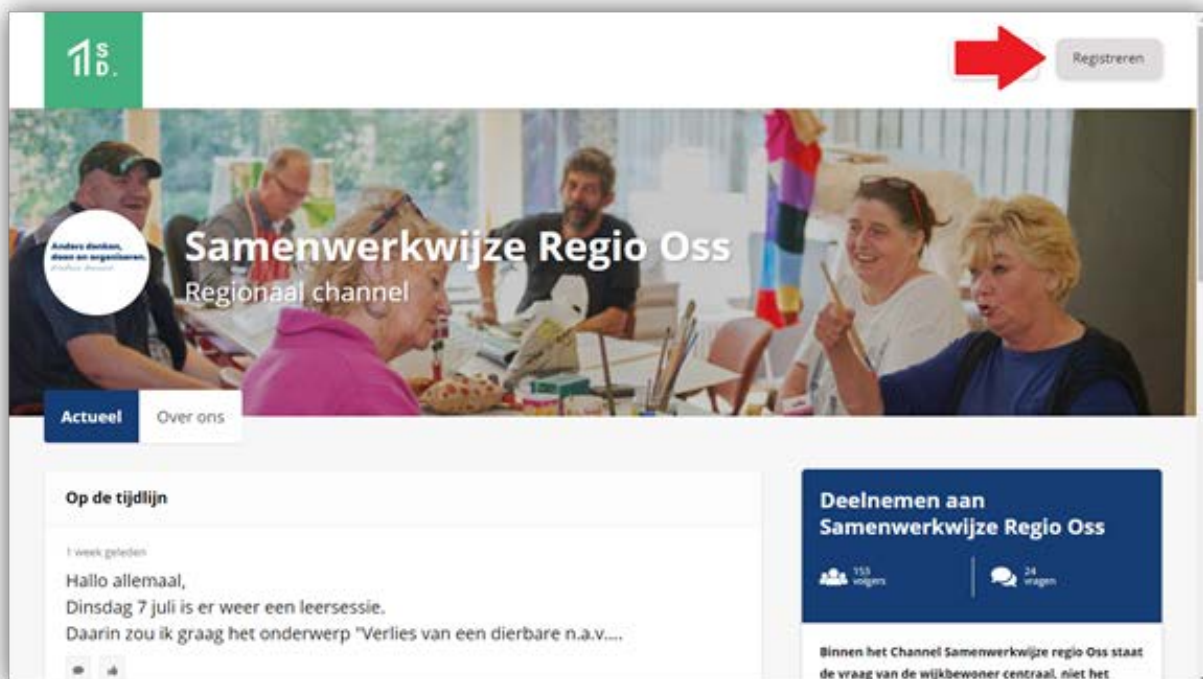 1SD.
Registreren
Anders denken,
doen en organiseren.
Samenwerkwijze Regio Oss
Regionaal channel
Actueel
Over ons
Op de tijdlijn
1 week geleden
Hallo allemaal,
Dinsdag 7 juli is er weer een leersessie.
Daarin zou ik graag het onderwerp "Verlies van een dierbare n.a.v....
Deelnemen aan
Samenwerkwijze Regio Oss
153
volgers
24
vragen
Binnen het Channel Samenwerkwijze regio Oss staat
de vraag van de wijkbewoner centraal, niet het